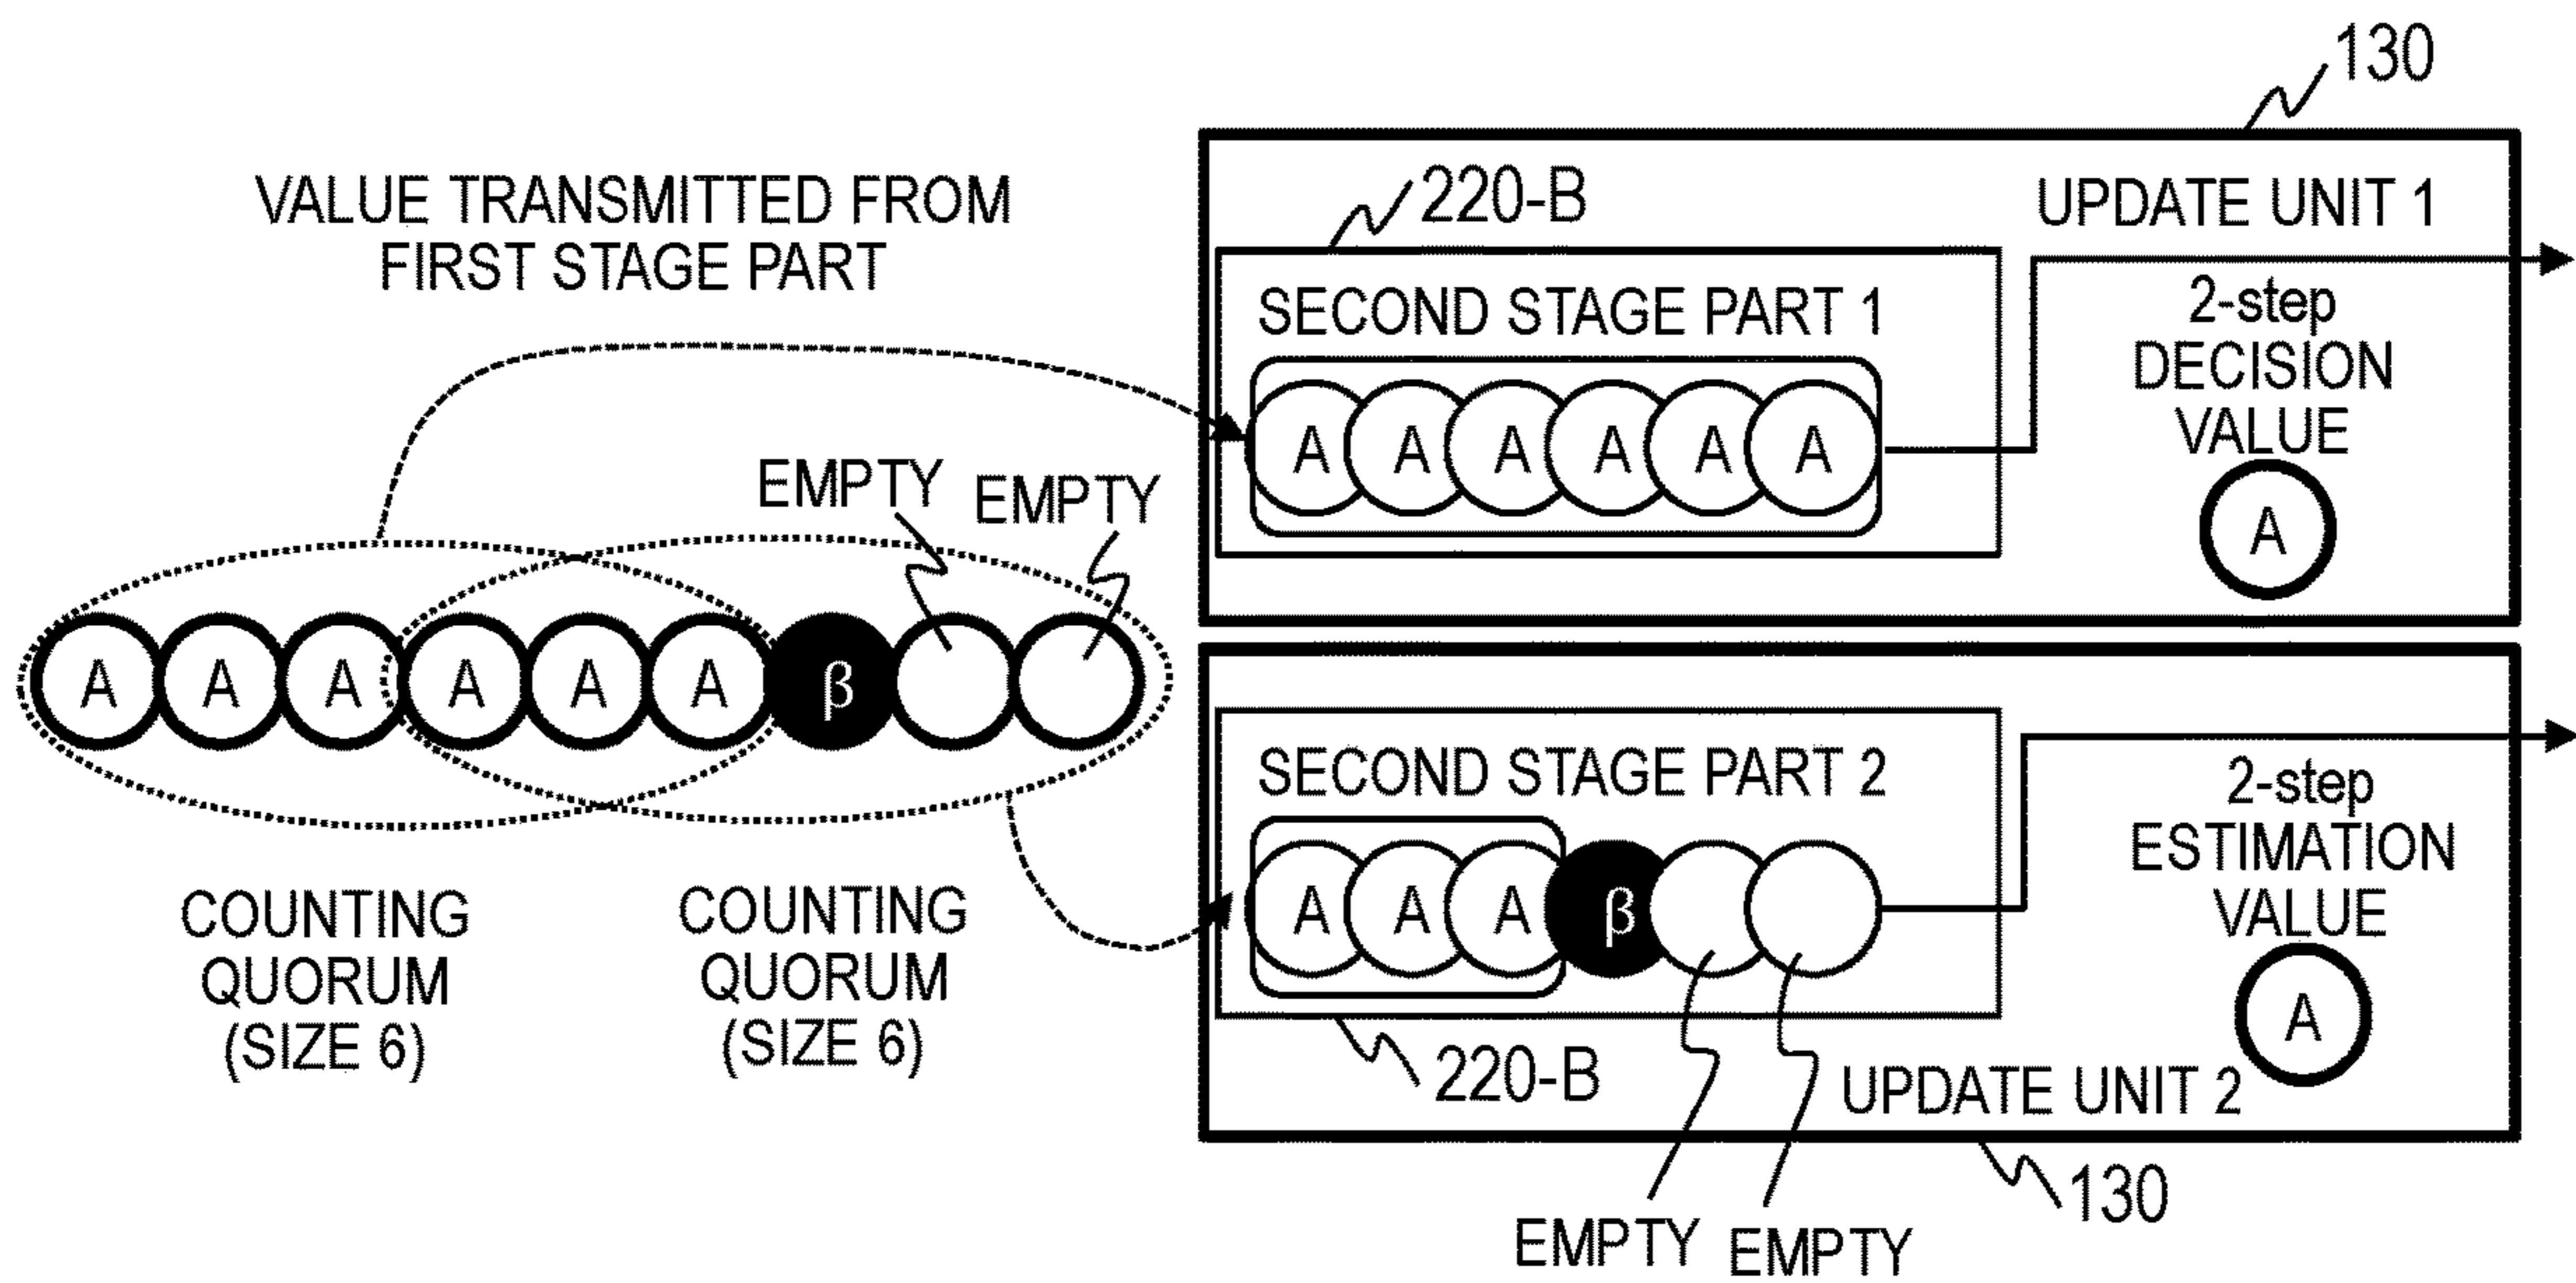 130
VALUE TRANSMITTED FROM
FIRST STAGE PART
220-B
UPDATE UNIT 1
SECOND STAGE PART 1
2-step
DECISION
VALUE
A A A A A A
A
EMPTY
EMPTY
A A A A A A β
SECOND STAGE PART 2
2-step
ESTIMATION
VALUE
A A A β
A
COUNTING
QUORUM
(SIZE 6)
COUNTING
QUORUM
(SIZE 6)
220-B
UPDATE UNIT 2
130
EMPTY
EMPTY